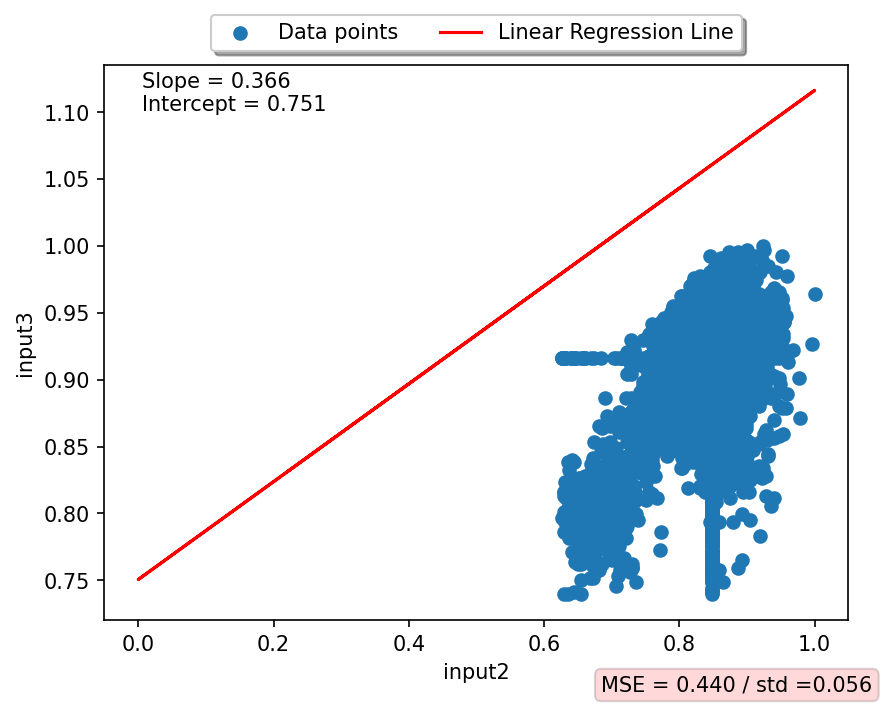 Data points
Linear Regression Line
Slope = 0.366
Intercept = 0.751
1.10
1.05
1.00
0.95
0.90
0.85
0.80
0.75
input3
0.0
0.2
0.4
0.6
0.8
1.0
input2
MSE = 0.440 / std =0.056